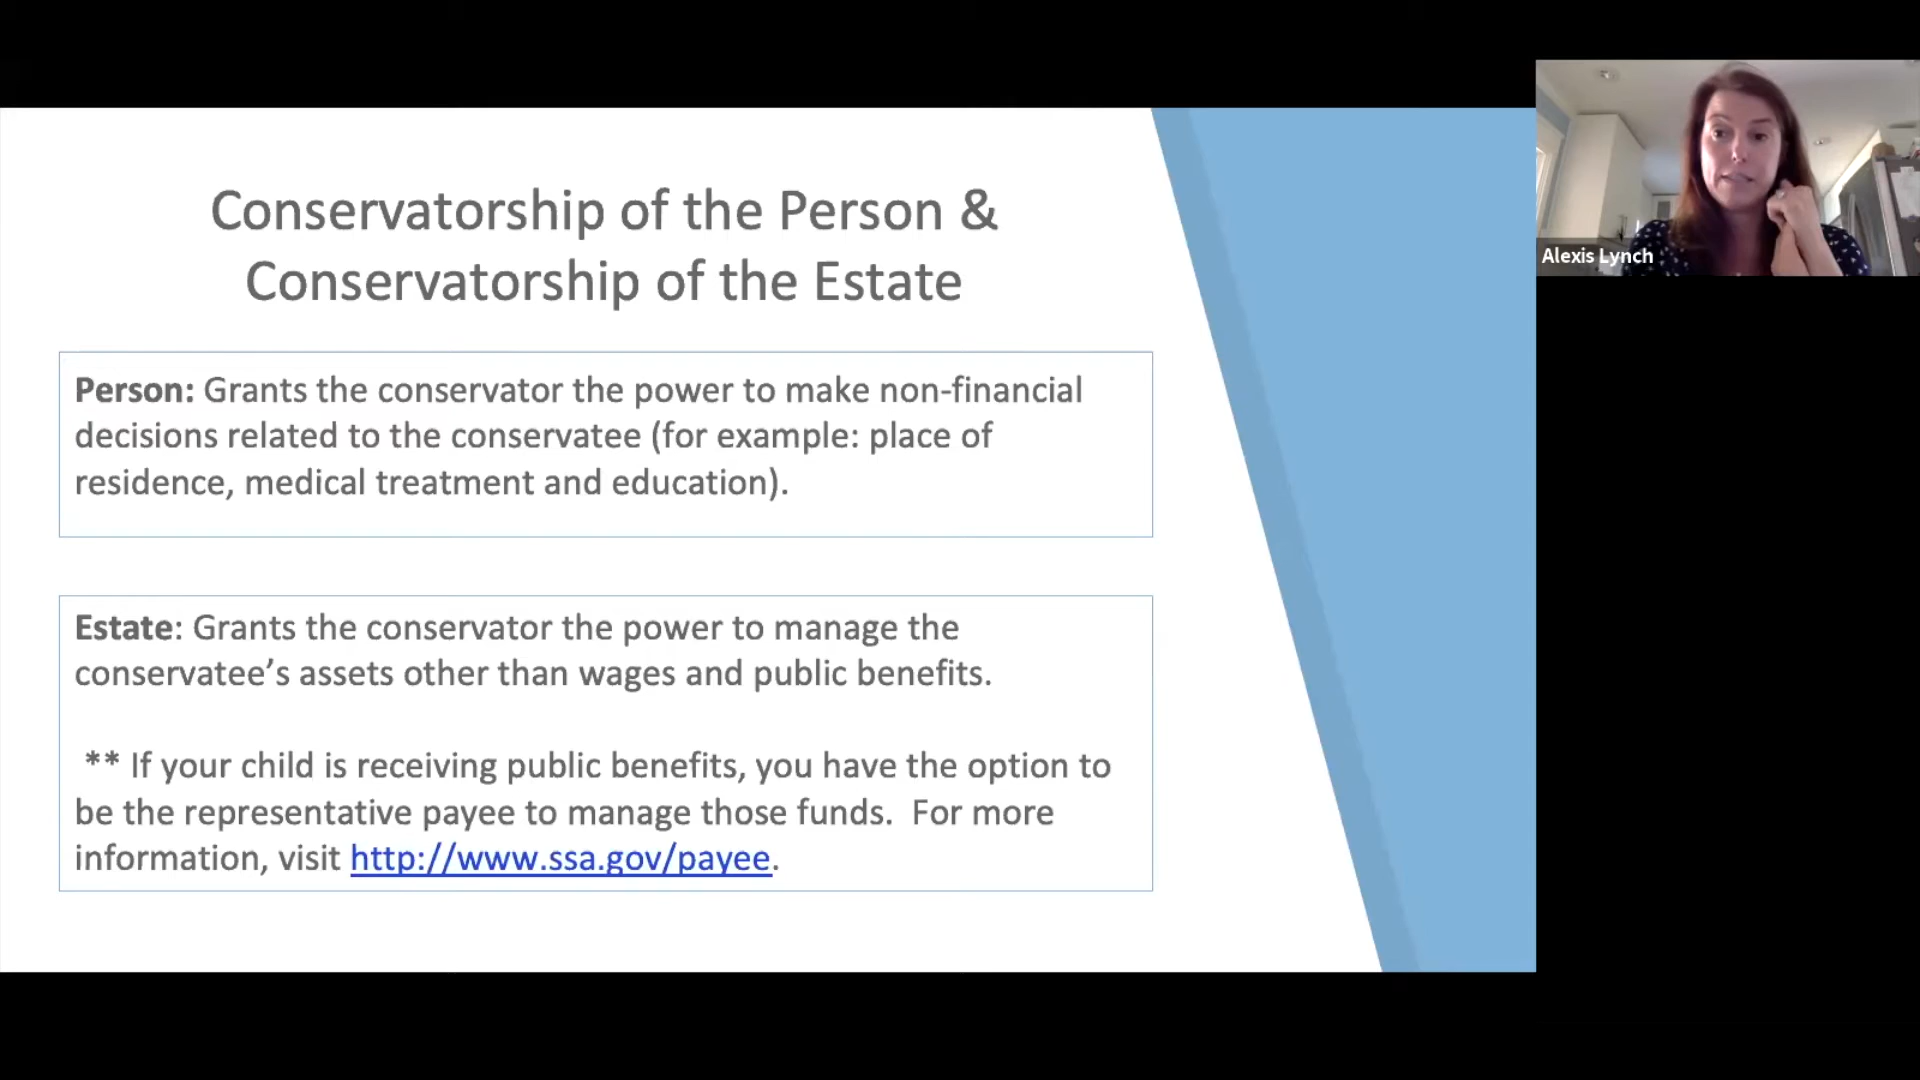 Conservatorship of the Person &
Conservatorship of the Estate
Person: Grants the conservator the power to make non-financial
decisions related to the conservatee (for example: place of
residence, medical treatment and education).
Estate: Grants the conservator the power to manage the
conservatee’s assets other than wages and public benefits.
** If your child is receiving public benefits, you have the option to
be the representative payee to manage those funds.  For more
information, visit http://www.ssa.gov/payee.
Alexis Lynch